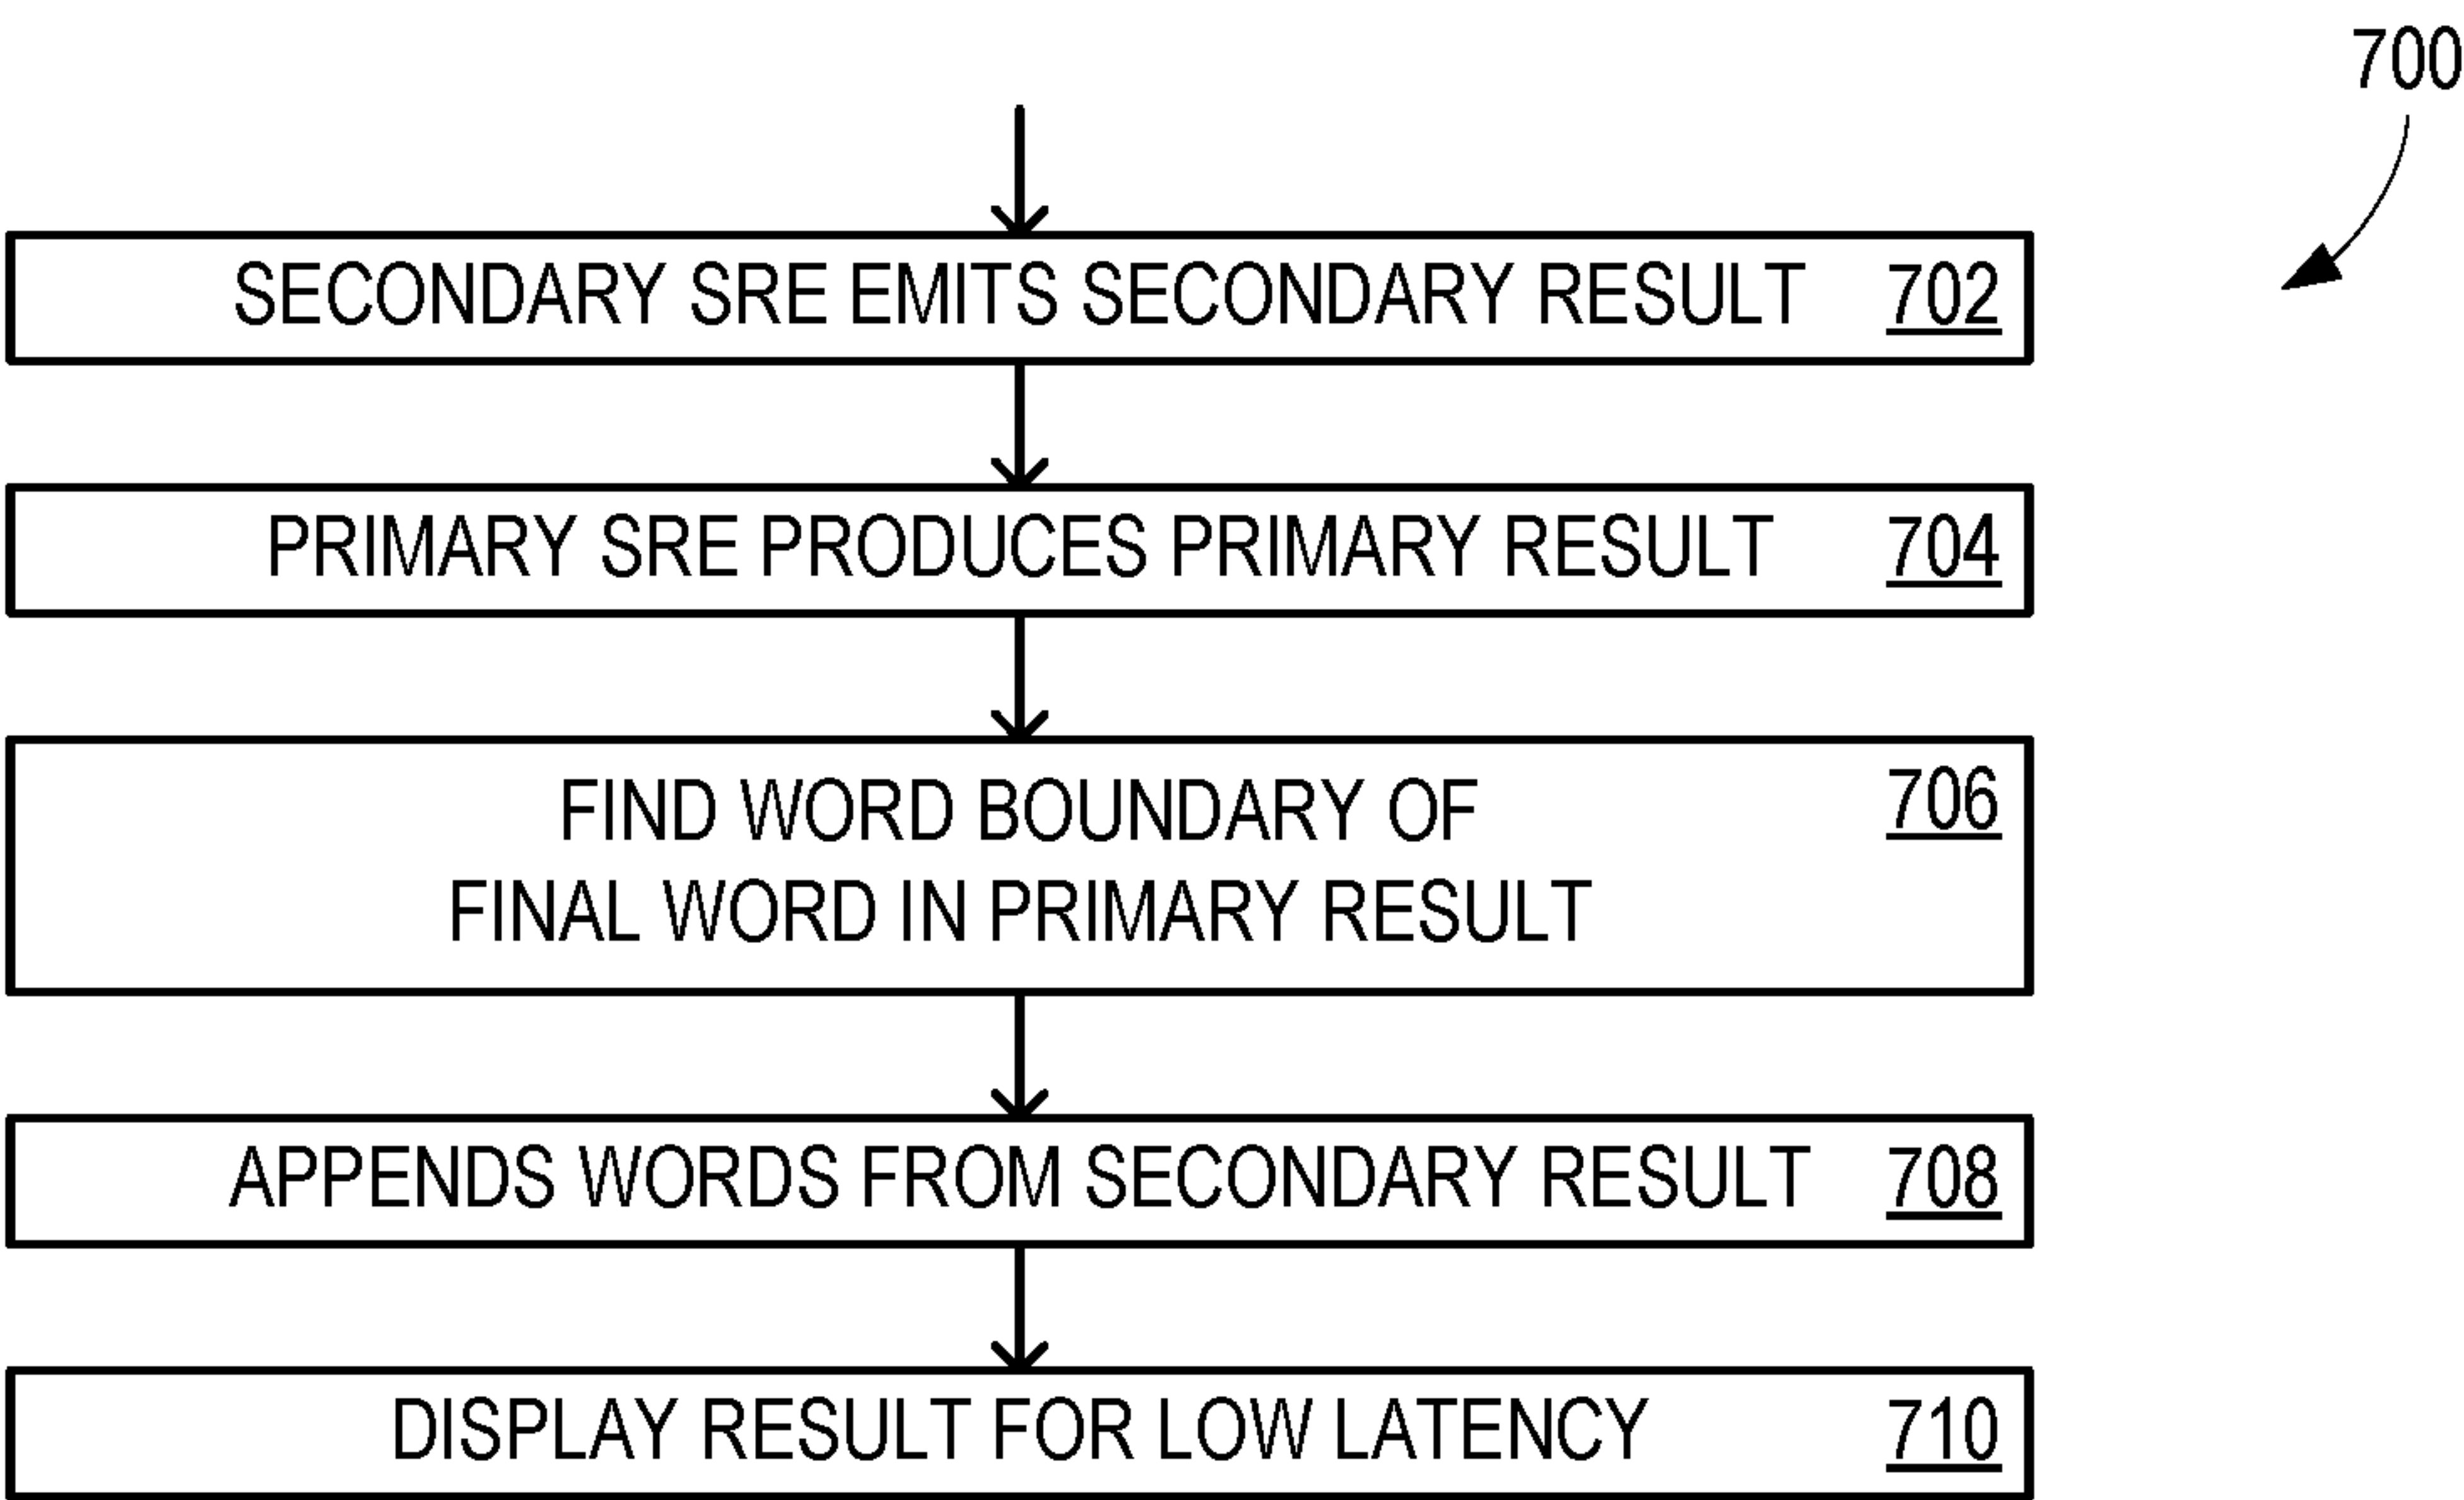 700
SECONDARY SRE EMITS SECONDARY RESULT 702
PRIMARY SRE PRODUCES PRIMARY RESULT 704
FIND WORD BOUNDARY OF 706
FINAL WORD IN PRIMARY RESULT
APPENDS WORDS FROM SECONDARY RESULT 708
DISPLAY RESULT FOR LOW LATENCY 710